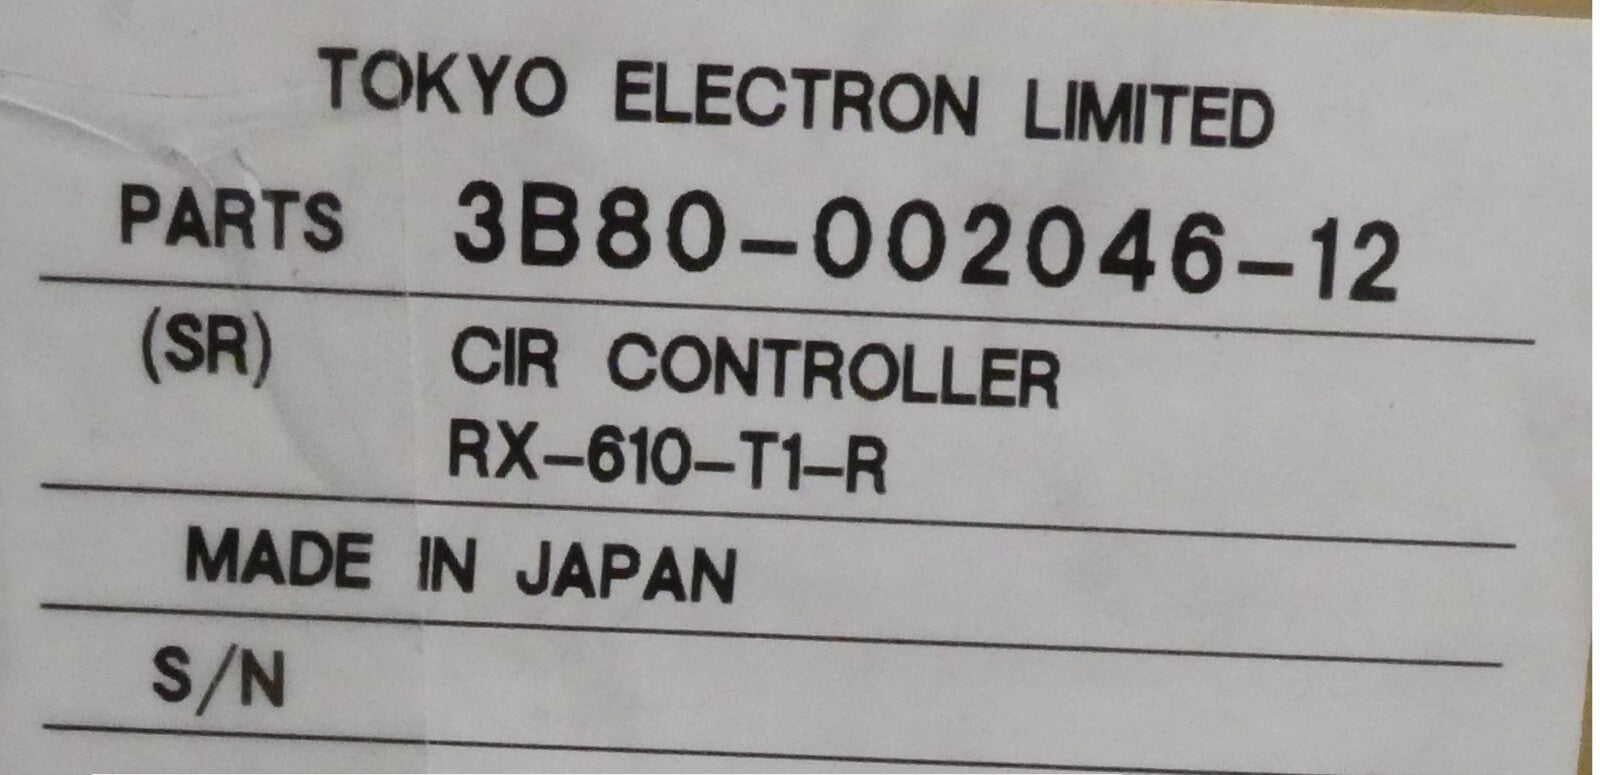 TOKYO ELECTRON LIMITED
PARTS 3B80-002046-12
(SR) CIR CONTROLLER
RX-610-T1-R
MADE IN JAPAN
S/N